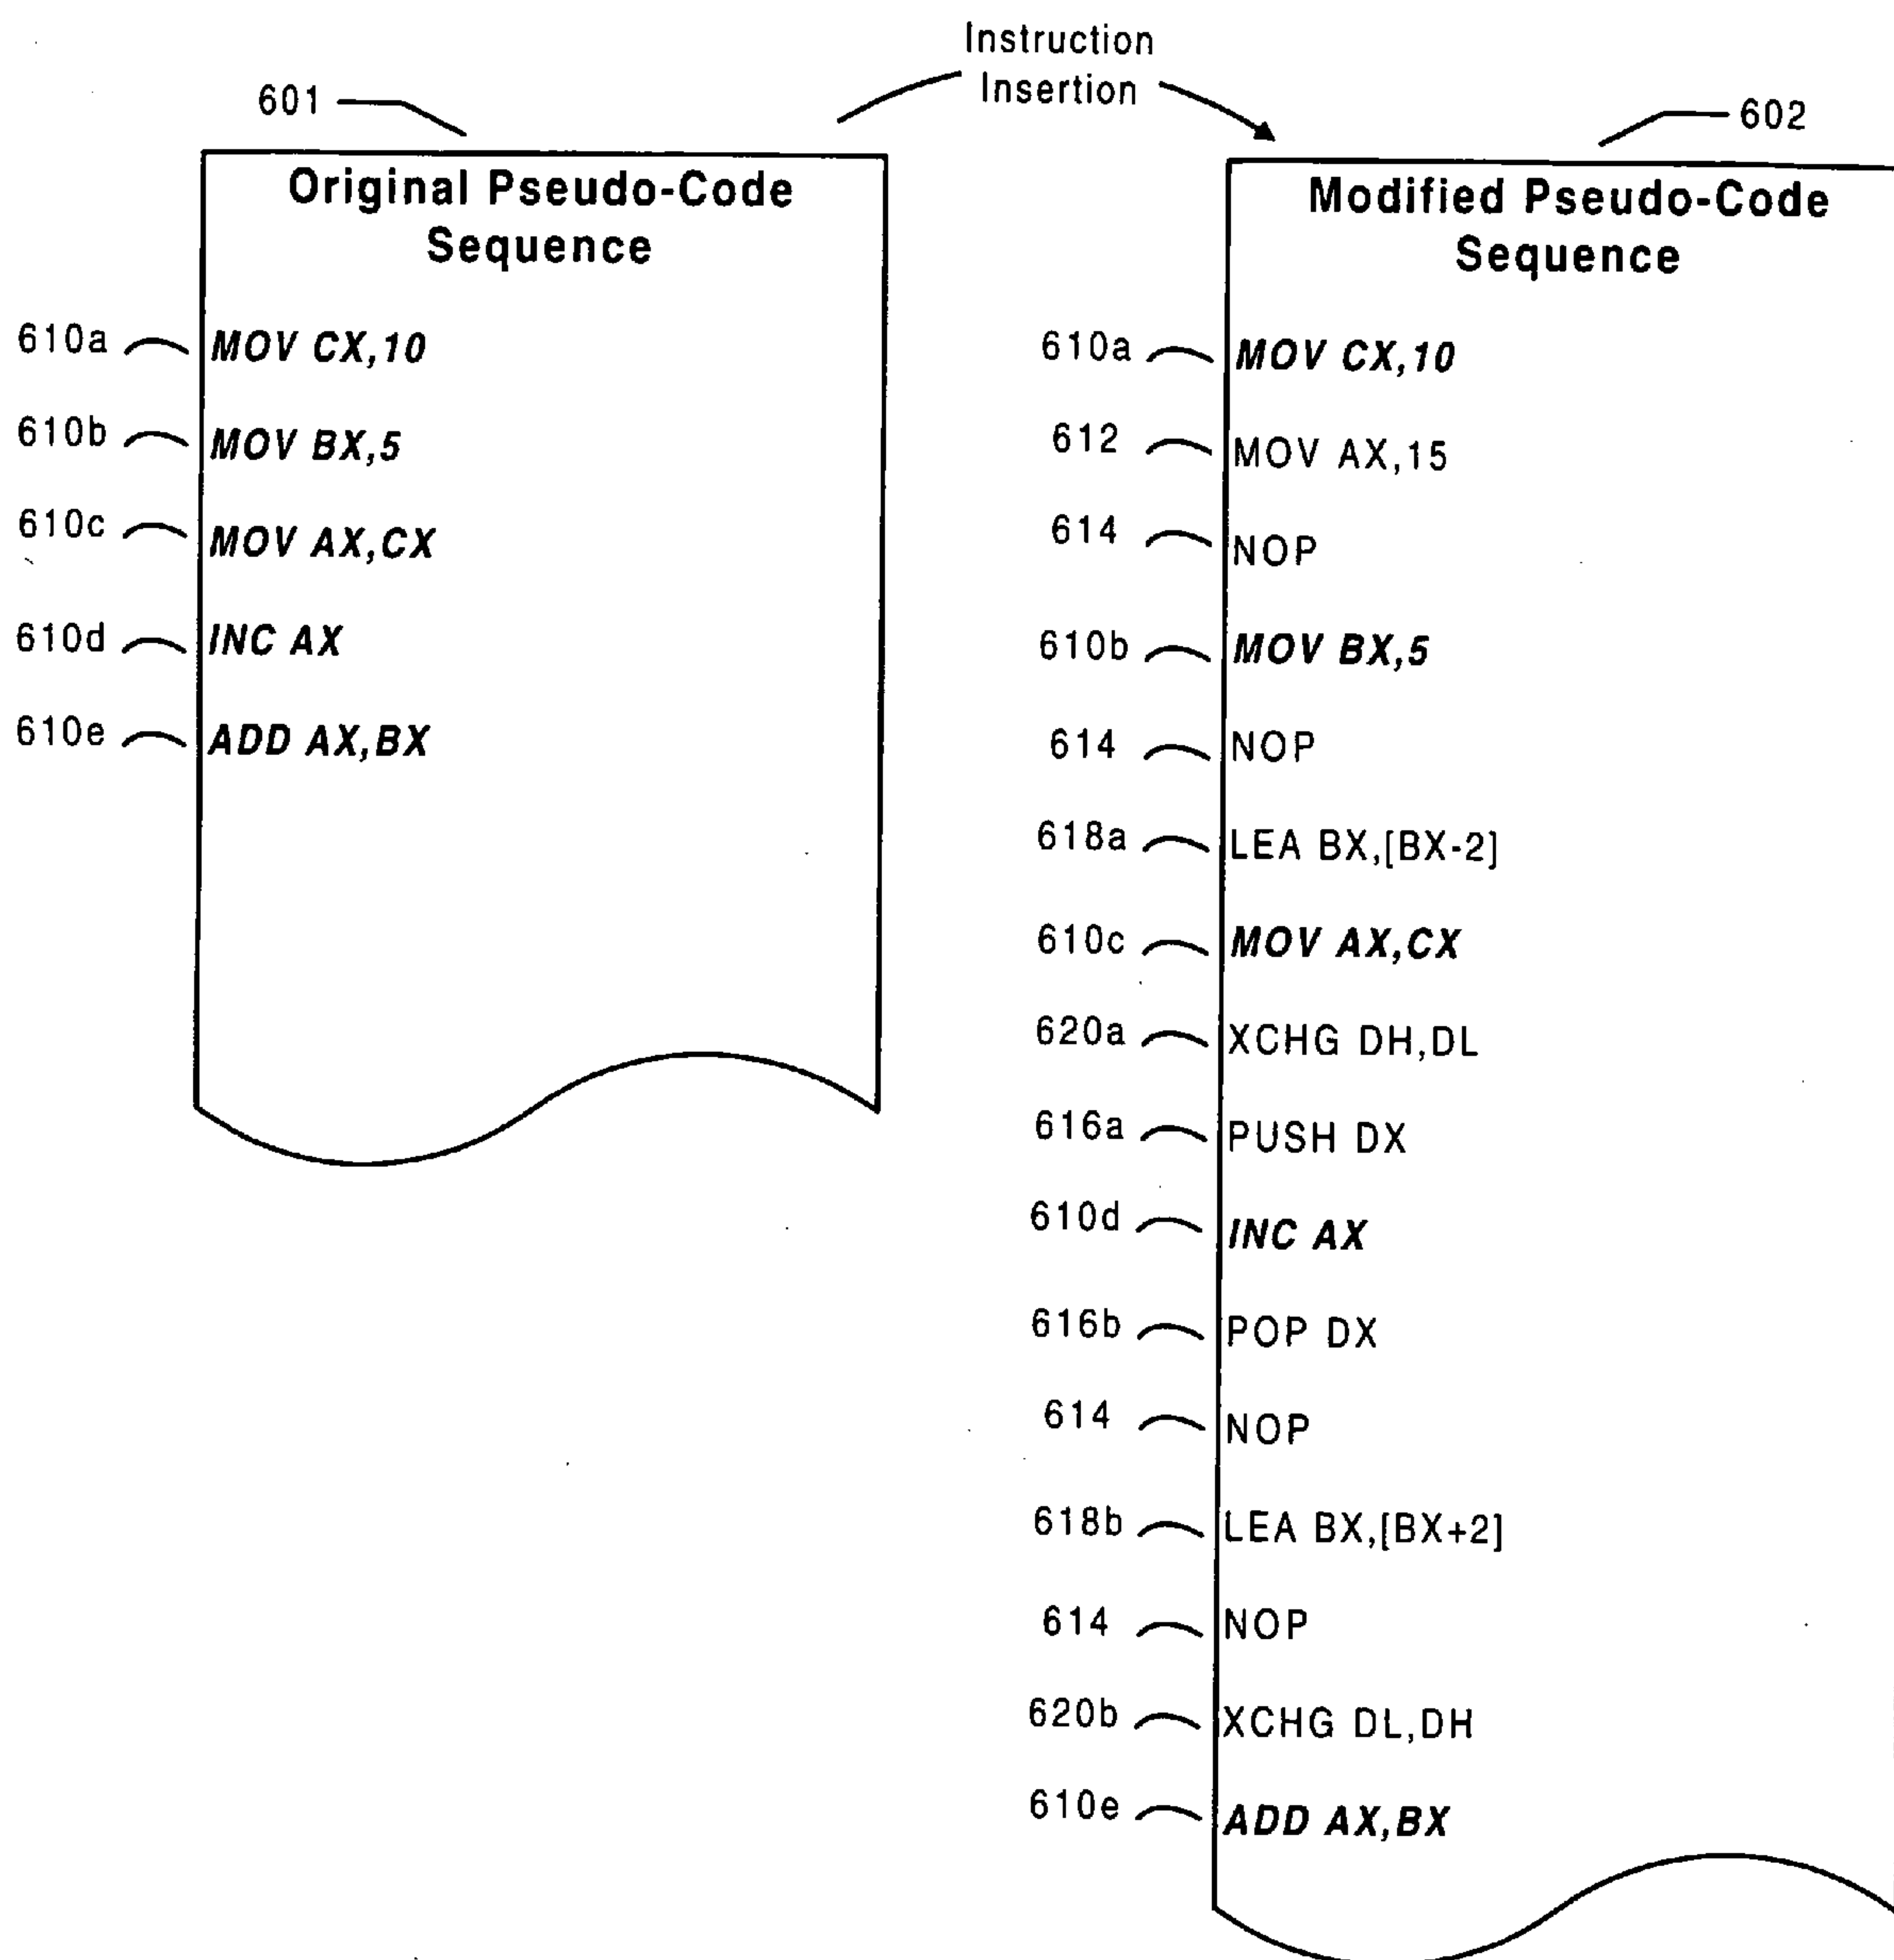 Instruction
Insertion
601
Original Pseudo-Code
Sequence
610a MOV CX,10
610b MOV BX,5
610c MOV AX,CX
610d INC AX
610e ADD AX,BX
602
Modified Pseudo-Code
Sequence
610a MOV CX,10
612 MOV AX,15
614 NOP
610b MOV BX,5
614 NOP
618a LEA BX,[BX-2]
610c MOV AX,CX
620a XCHG DH,DL
616a PUSH DX
610d INC AX
616b POP DX
614 NOP
618b LEA BX,[BX+2]
614 NOP
620b XCHG DL,DH
610e ADD AX,BX